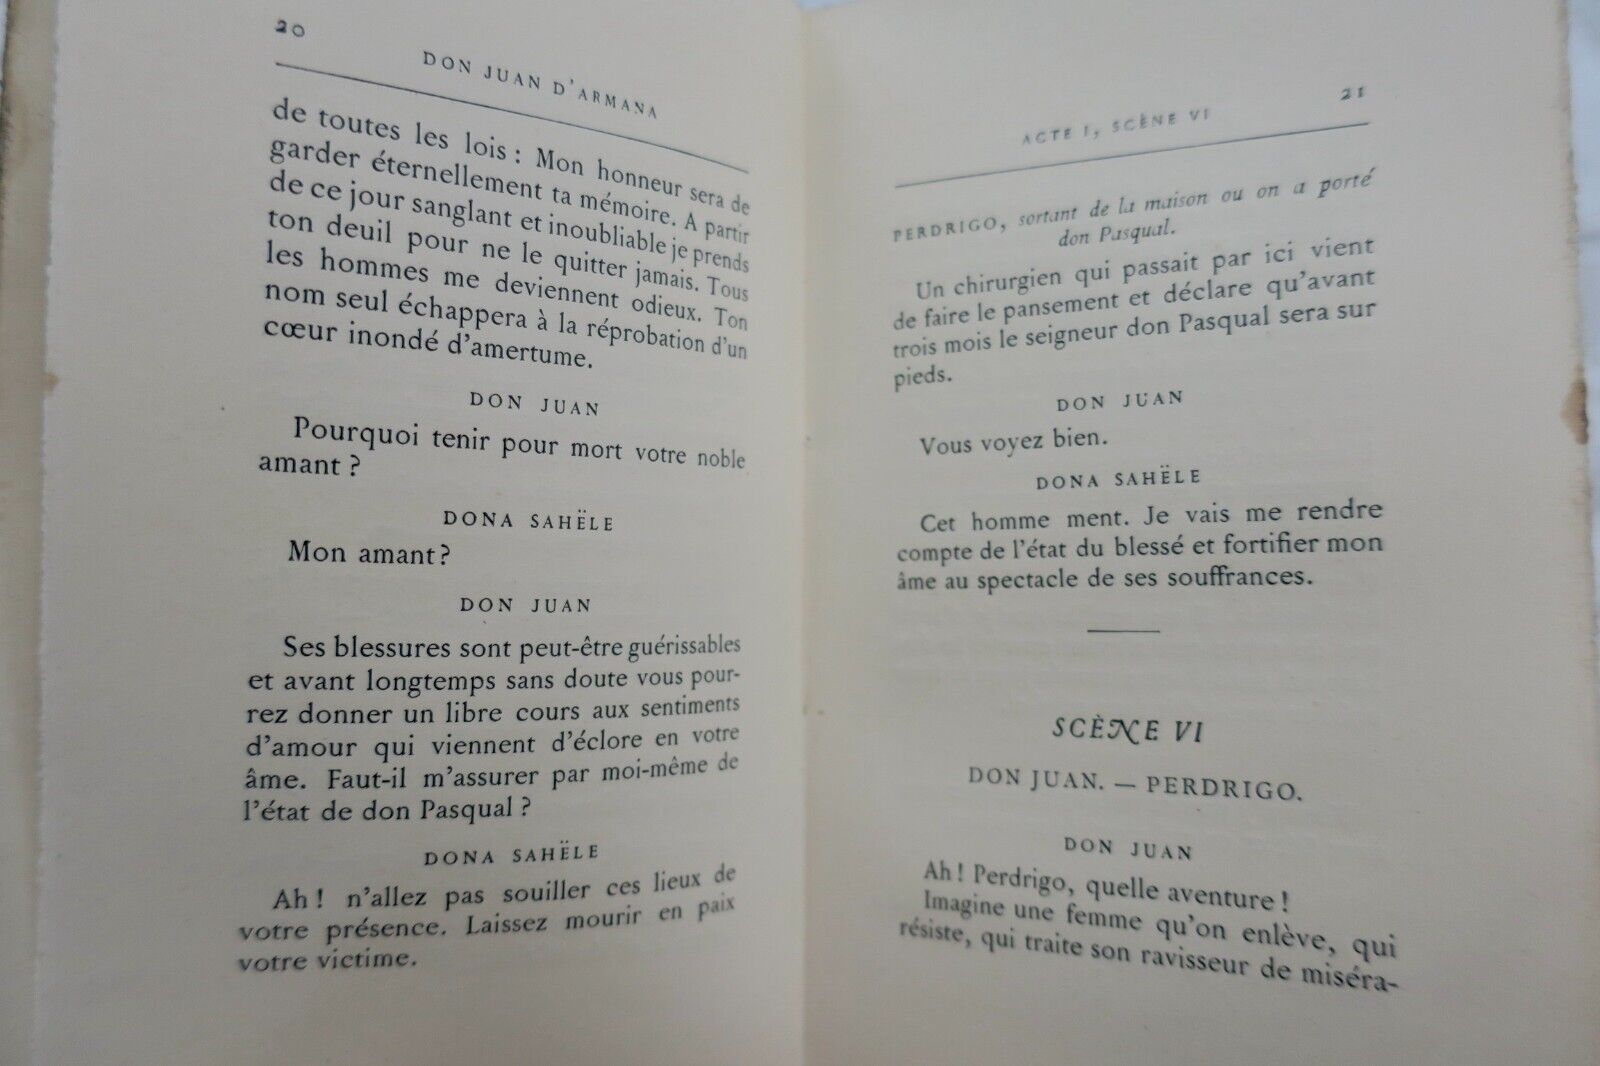 20
DON JUAN D'ARMANA
de toutes les lois : Mon honneur sera de
garder éternellement ta mémoire. A partir
de ce jour sanglant et inoubliable je prends
ton deuil pour ne le quitter jamais. Tous
les hommes me deviennent odieux. Ton
nom seul échappera à la réprobation d'un
cœur inondé d'amertume.
DON JUAN
Pourquoi tenir pour mort votre noble
amant ?
DONA SAHËLE
Mon amant ?
DON JUAN
Ses blessures sont peut-être guérissables
et avant longtemps sans doute vous pour-
rez donner un libre cours aux sentiments
d'amour qui viennent d'éclore en votre
âme. Faut-il m'assurer par moi-même de
l'état de don Pasqual ?
DONA SAHËLE
Ah ! n'allez pas souiller ces lieux de
votre présence. Laissez mourir en paix
votre victime.
21
ACTE I, SCÈNE VI
PERDRIGO, sortant de la maison ou on a porté
don Pasqual.
Un chirurgien qui passait par ici vient
de faire le pansement et déclare qu'avant
trois mois le seigneur don Pasqual sera sur
pieds.
DON JUAN
Vous voyez bien.
DONA SAHËLE
Cet homme ment. Je vais me rendre
compte de l'état du blessé et fortifier mon
âme au spectacle de ses souffrances.
SCÈNE VI
DON JUAN. — PERDRIGO.
DON JUAN
Ah ! Perdrigo, quelle aventure !
Imagine une femme qu'on enlève, qui
résiste, qui traite son ravisseur de miséra-